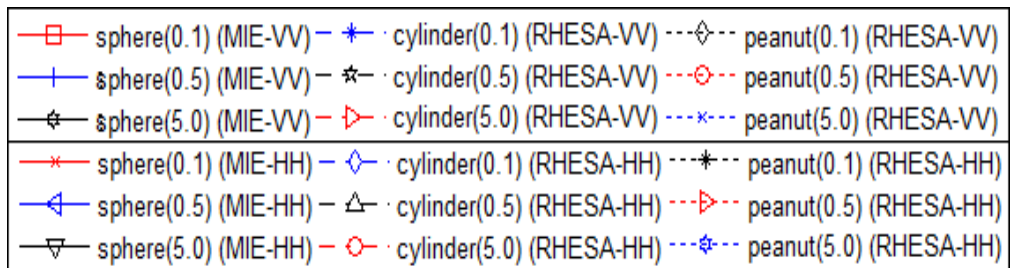 sphere(0.1) (MIE-VV) cylinder(0.1) (RHESA-VV) peanut(0.1) (RHESA-VV)
sphere(0.5) (MIE-VV) cylinder(0.5) (RHESA-VV) peanut(0.5) (RHESA-VV)
sphere(5.0) (MIE-VV) cylinder(5.0) (RHESA-VV) peanut(5.0) (RHESA-VV)
sphere(0.1) (MIE-HH) cylinder(0.1) (RHESA-HH) peanut(0.1) (RHESA-HH)
sphere(0.5) (MIE-HH) cylinder(0.5) (RHESA-HH) peanut(0.5) (RHESA-HH)
sphere(5.0) (MIE-HH) cylinder(5.0) (RHESA-HH) peanut(5.0) (RHESA-HH)